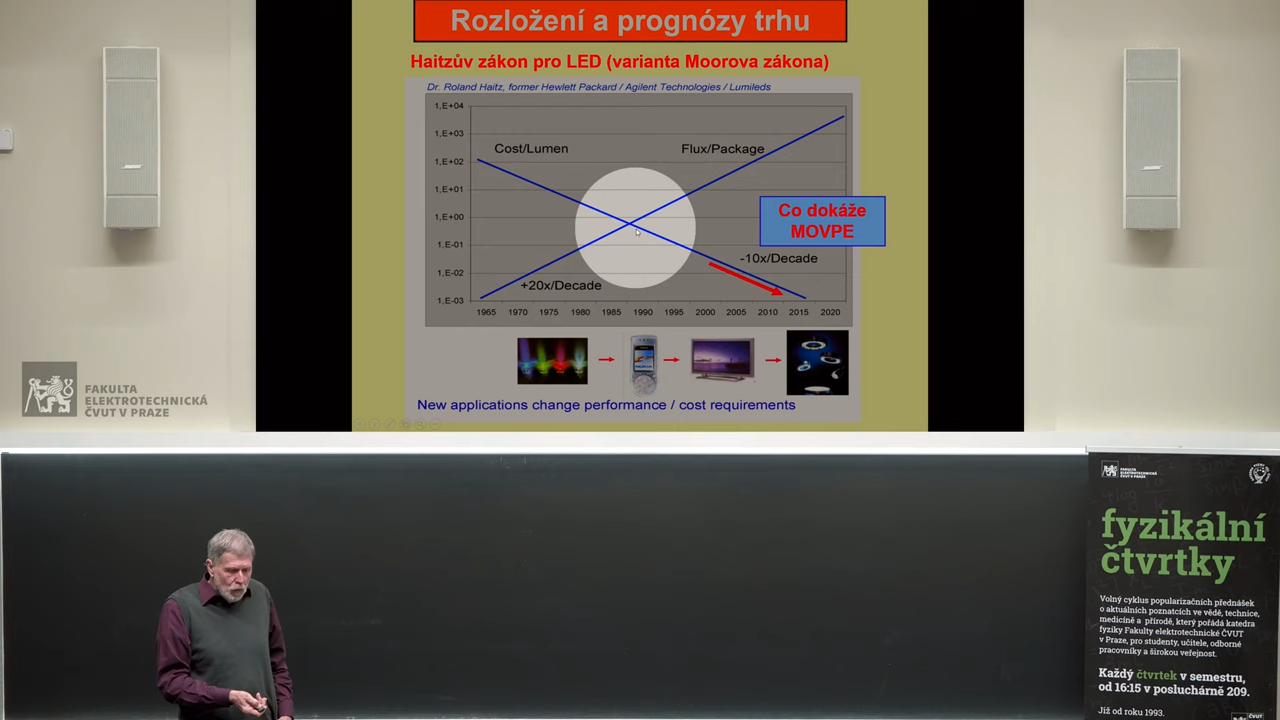 Rozložení a prognózy trhu
Haitzův zákon pro LED (varianta Moorova zákona)
Dr. Roland Haitz, former Hewlett Packard / Agilent Technologies / Lumileds
1,E+04
1,E+03
1,E+02
1,E+01
1,E+00
1,E-01
1,E-02
1,E-03
Cost/Lumen
Flux/Package
Co dokáže
MOVPE
-10x/Decade
+20x/Decade
1965 1970 1975 1980 1985 1990 1995 2000 2005 2010 2015 2020
New applications change performance / cost requirements
FAKULTA
ELEKTROTECHNICKÁ
ČVUT V PRAZE
FAKULTA
ELEKTROTECHNICKÁ
ČVUT V PRAZE
fyzikální
čtvrtky
Volný cyklus popularizačních přednášek
o aktuálních poznatcích ve vědě, technice,
medicíně a přírodě, který pořádá katedra
fyziky Fakulty elektrotechnické ČVUT
v Praze, pro studenty, učitele, odborné
pracovníky a širokou veřejnost.
Každý čtvrtek v semestru,
od 16:15 v posluchárně 209.
Již od roku 1993.